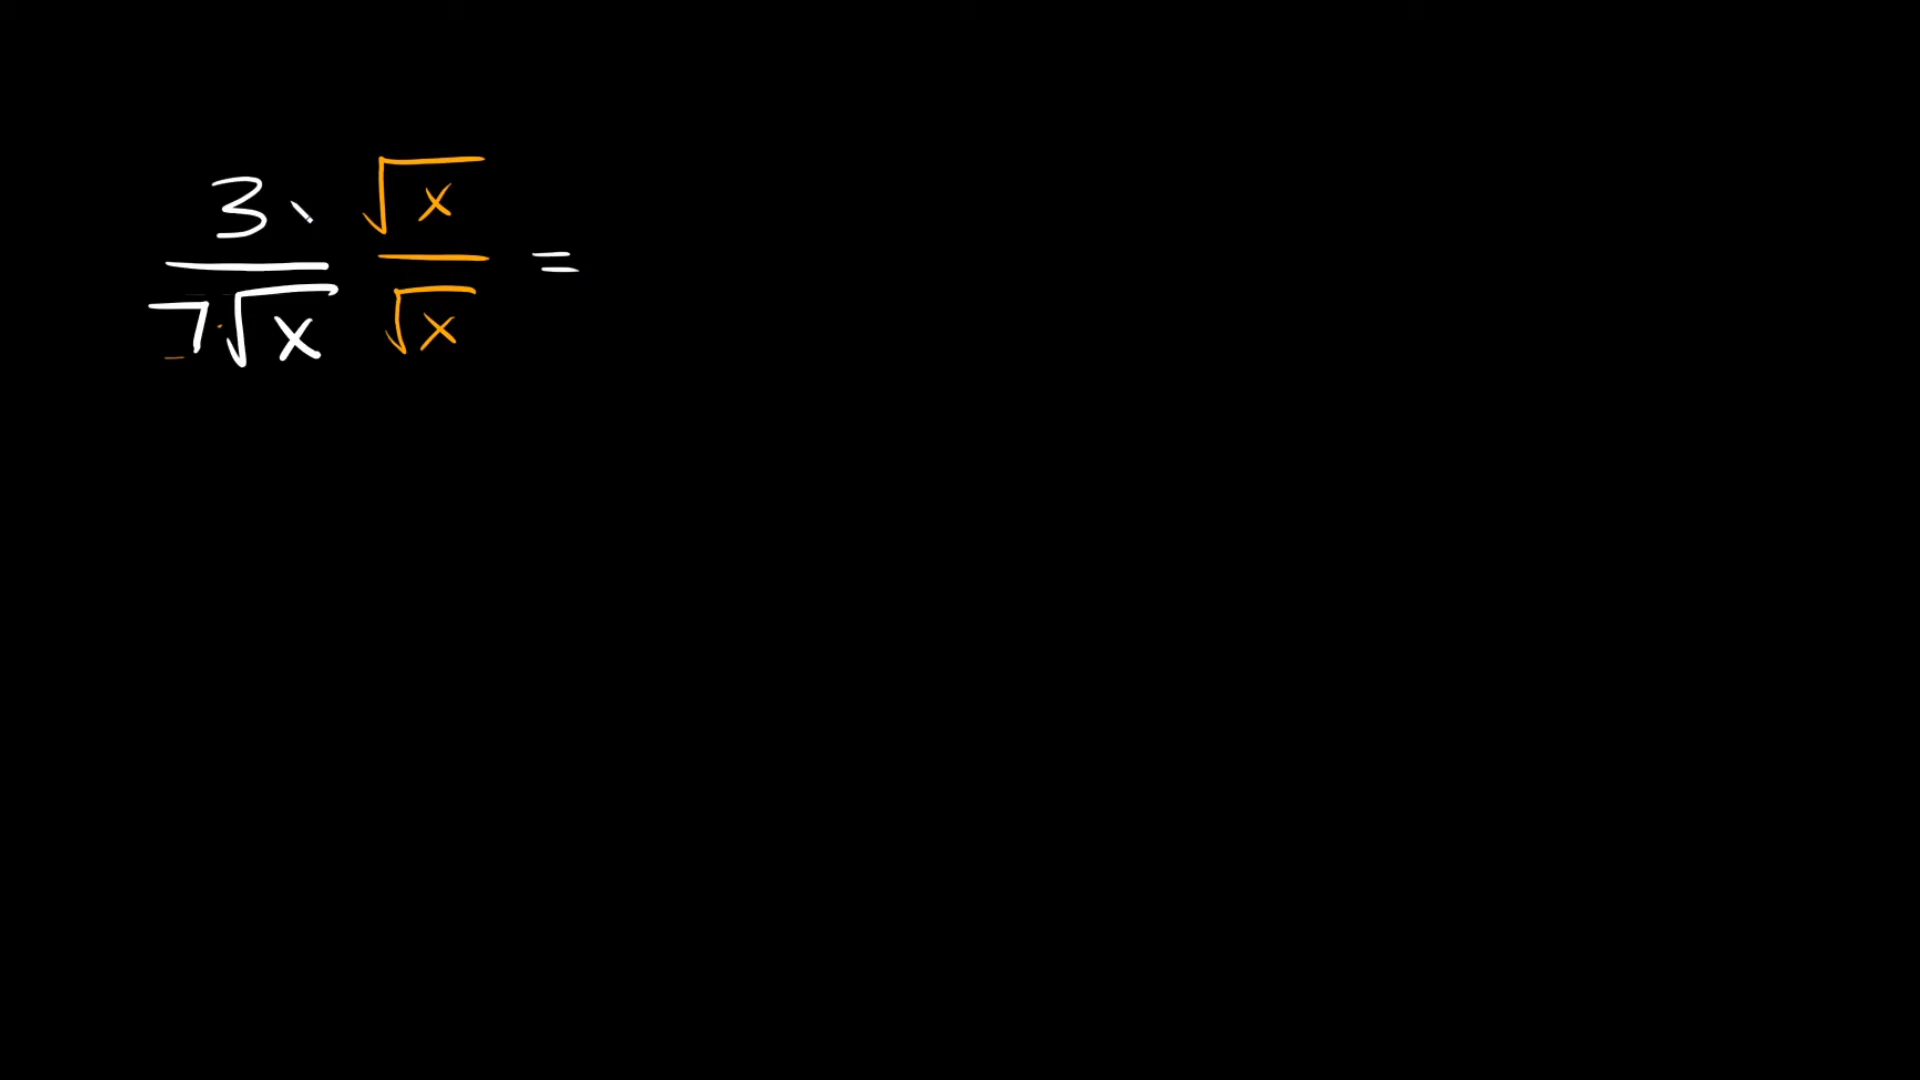 3 · √x
7·√x √x =